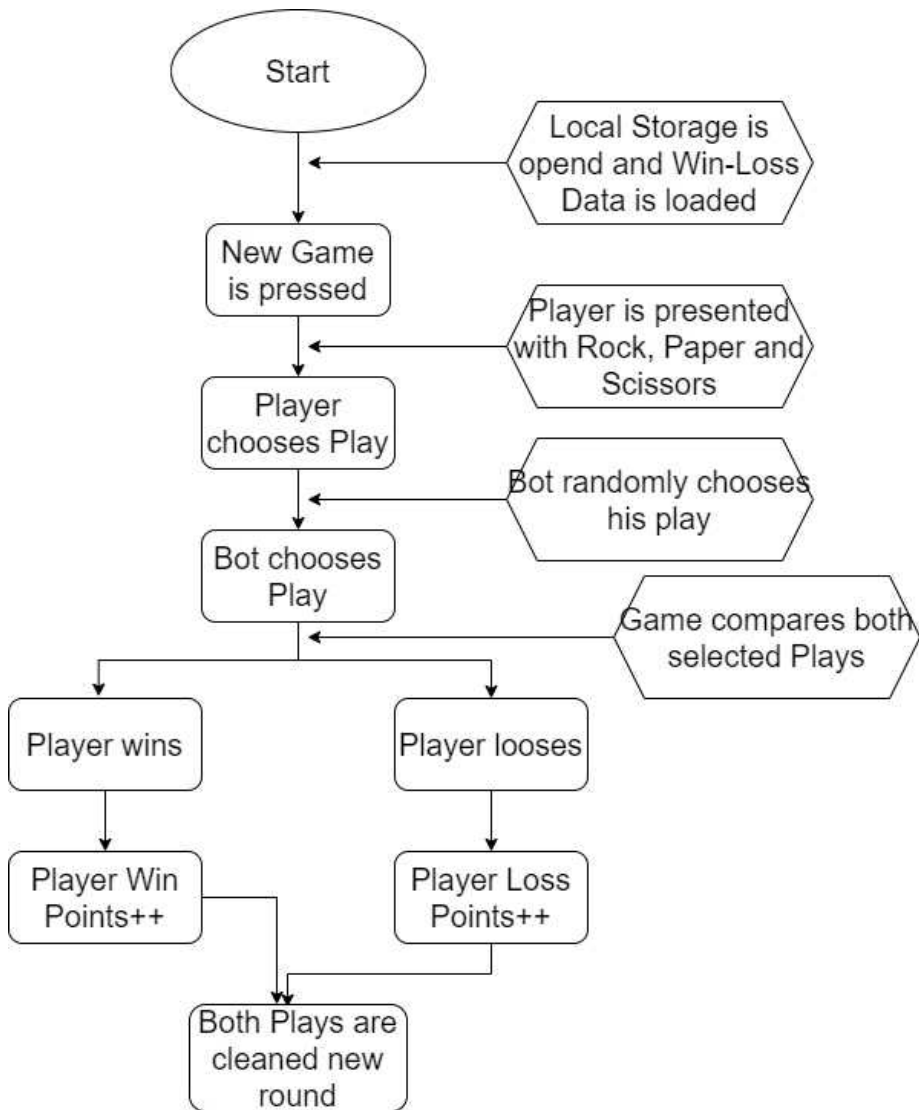 Start
Local Storage is
opend and Win-Loss
Data is loaded
New Game
is pressed
Player is presented
with Rock, Paper and
Scissors
Player
chooses Play
Bot randomly chooses
his play
Bot chooses
Play
Game compares both
selected Plays
Player wins
Player looses
Player Win
Points++
Player Loss
Points++
Both Plays are
cleaned new
round